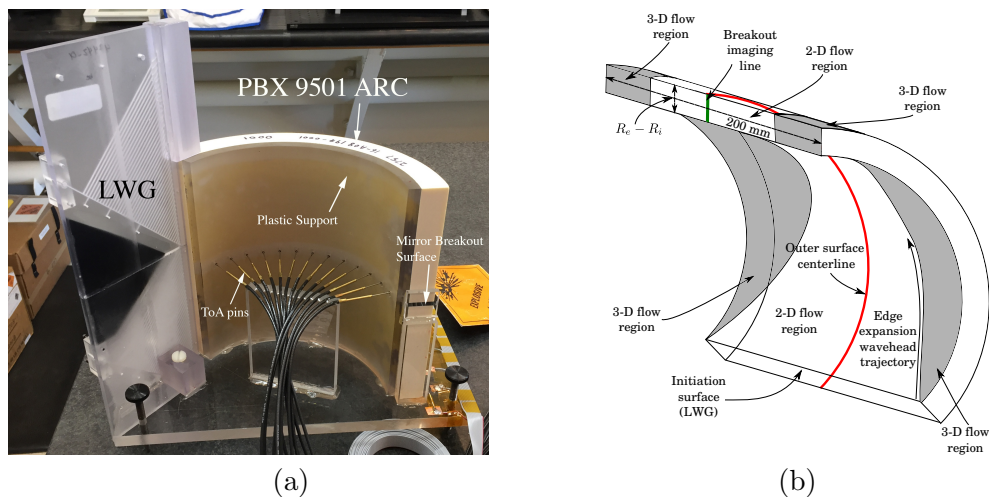 PBX 9501 ARC
LWG
Plastic Support
Mirror Breakout
Surface
ToA pins
EXPLOSIVE
(a)
3-D flow
region
Breakout
imaging
line
2-D flow
region
3-D flow
region
R_e − R_i
200 mm
Outer surface
centerline
3-D flow
region
2-D flow
region
Edge
expansion
wavehead
trajectory
Initiation
surface
(LWG)
3-D flow
region
(b)